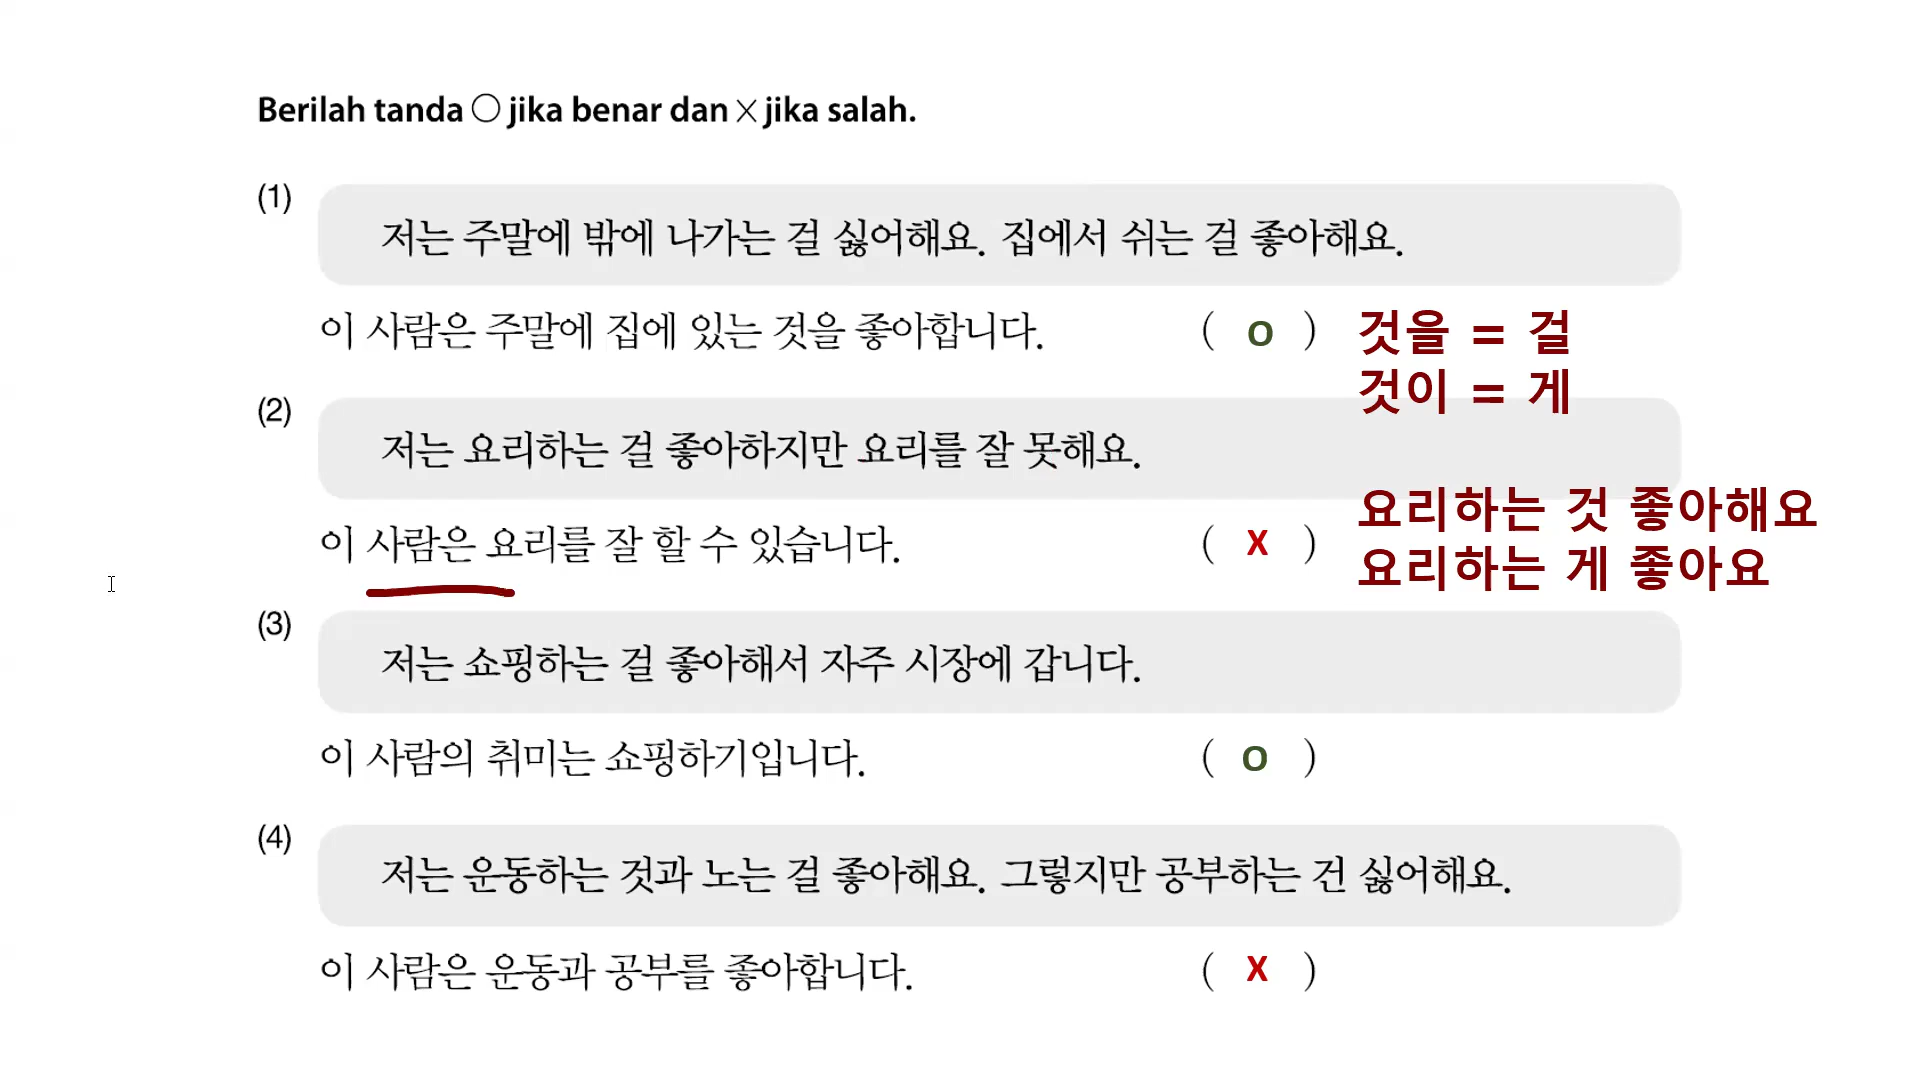 Berilah tanda ○ jika benar dan × jika salah.
(1)
저는 주말에 밖에 나가는 걸 싫어해요. 집에서 쉬는 걸 좋아해요.
이 사람은 주말에 집에 있는 것을 좋아합니다. ( O )
것을 = 걸
것이 = 게
(2)
저는 요리하는 걸 좋아하지만 요리를 잘 못해요.
이 사람은 요리를 잘 할 수 있습니다. ( X )
요리하는 것 좋아해요
요리하는 게 좋아요
(3)
저는 쇼핑하는 걸 좋아해서 자주 시장에 갑니다.
이 사람의 취미는 쇼핑하기입니다. ( O )
(4)
저는 운동하는 것과 노는 걸 좋아해요. 그렇지만 공부하는 건 싫어해요.
이 사람은 운동과 공부를 좋아합니다. ( X )